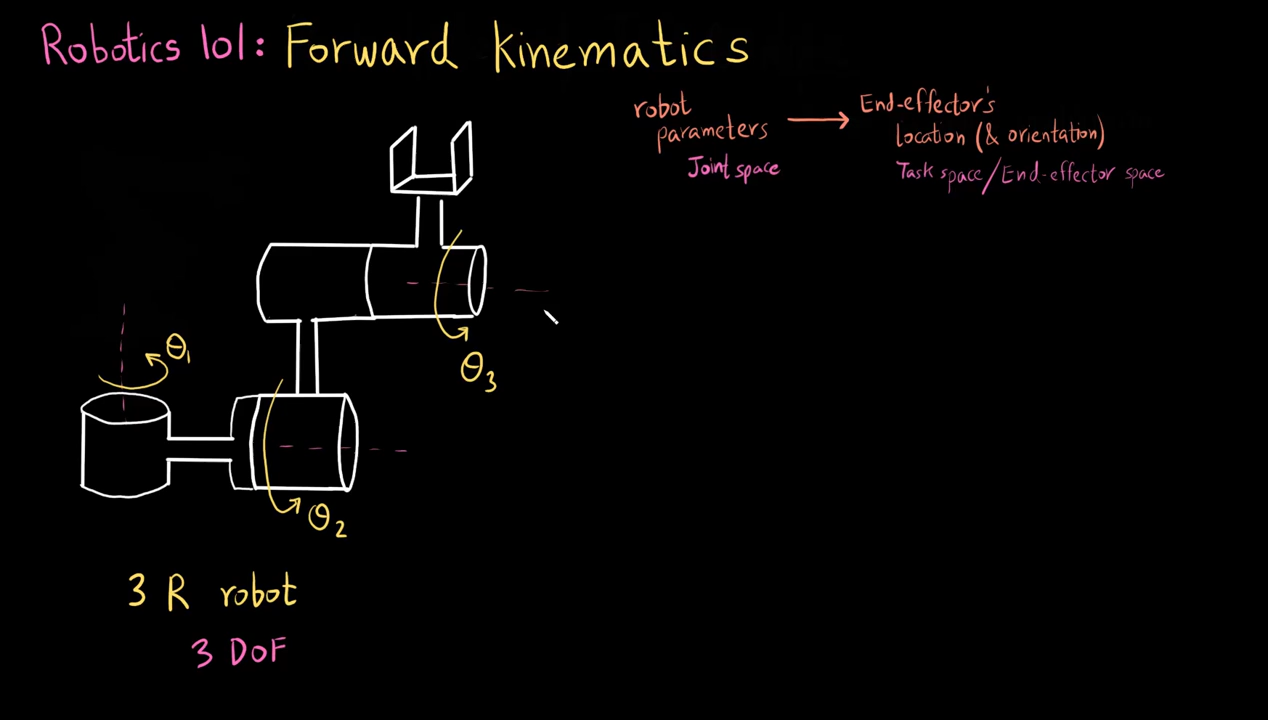 Robotics 101: Forward kinematics
robot
parameters
Joint space
End-effector's
location (& orientation)
Task space/End-effector space
θ1
θ3
θ2
3 R robot
3 DoF